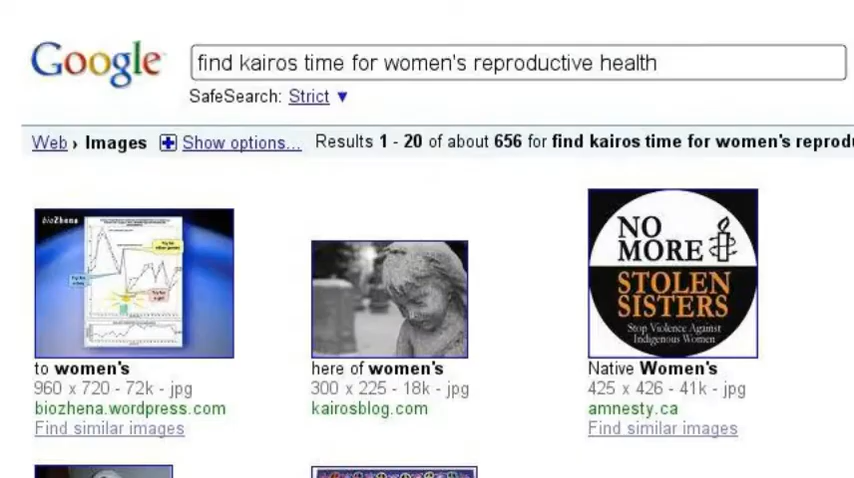 Google
find kairos time for women's reproductive health
SafeSearch: Strict ▼
Web › Images
Show options...
Results 1 - 20 of about 656 for find kairos time for women's reprodu
bioZhena
NO
MORE
STOLEN
SISTERS
Stop Violence Against
Indigenous Women
to women's
960 x 720 - 72k - jpg
biozhena.wordpress.com
Find similar images
here of women's
300 x 225 - 18k - jpg
kairosblog.com
Native Women's
425 x 426 - 41k - jpg
amnesty.ca
Find similar images